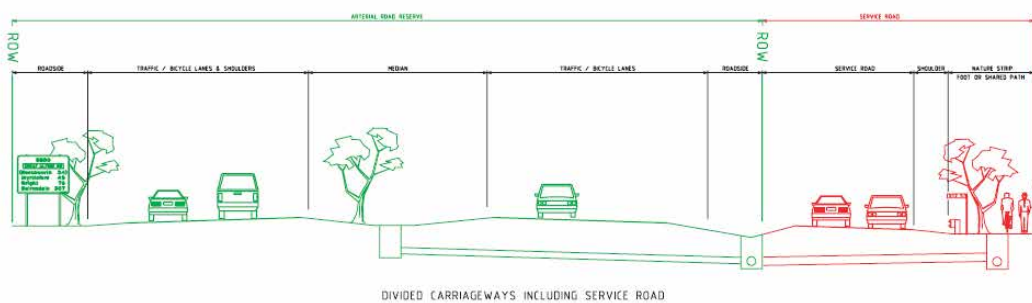 ARTERIAL ROAD RESERVE
SERVICE ROAD
ROW
ROW
ROADSIDE
TRAFFIC / BICYCLE LANES & SHOULDERS
MEDIAN
TRAFFIC / BICYCLE LANES
ROADSIDE
SERVICE ROAD
SHOULDER
NATURE STRIP
FOOT OR SHARED PATH
DIVIDED CARRIAGEWAYS INCLUDING SERVICE ROAD